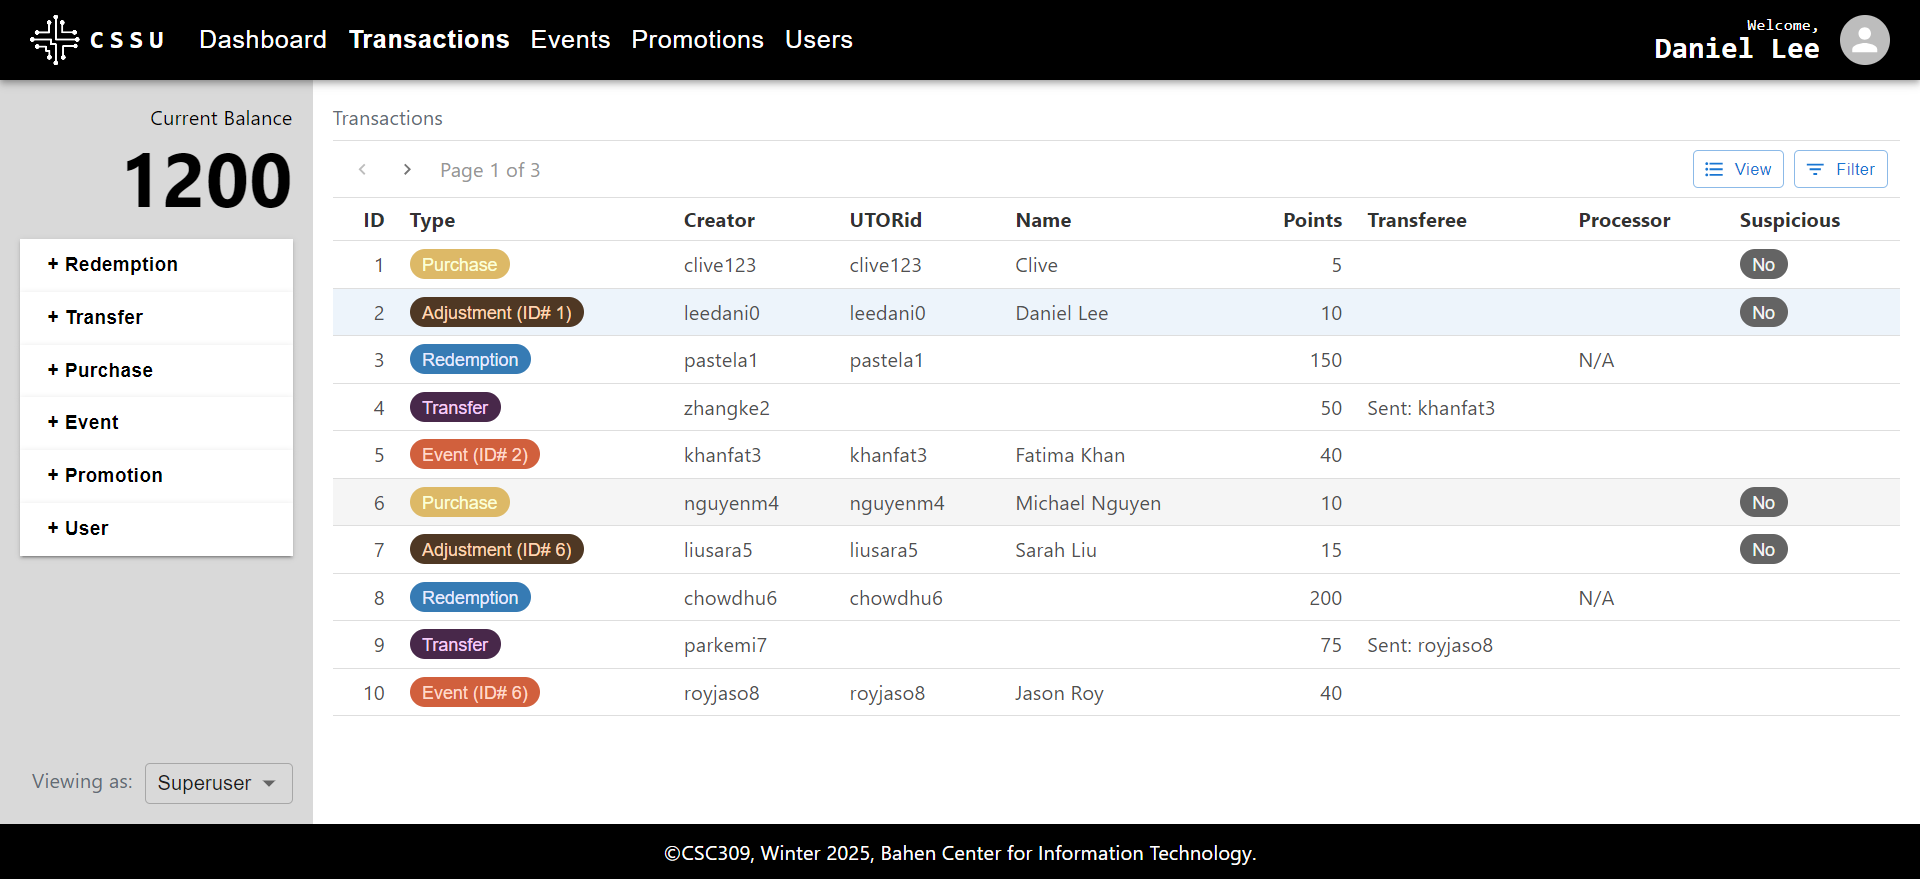 CSSU Dashboard Transactions Events Promotions Users
Welcome,
Daniel Lee
Current Balance
1200
+ Redemption
+ Transfer
+ Purchase
+ Event
+ Promotion
+ User
Viewing as: Superuser
Transactions
Page 1 of 3 View Filter
ID Type Creator UTORid Name Points Transferee Processor Suspicious
1 Purchase clive123 clive123 Clive 5 No
2 Adjustment (ID# 1) leedani0 leedani0 Daniel Lee 10 No
3 Redemption pastela1 pastela1 150 N/A
4 Transfer zhangke2 50 Sent: khanfat3
5 Event (ID# 2) khanfat3 khanfat3 Fatima Khan 40
6 Purchase nguyenm4 nguyenm4 Michael Nguyen 10 No
7 Adjustment (ID# 6) liusara5 liusara5 Sarah Liu 15 No
8 Redemption chowdhu6 chowdhu6 200 N/A
9 Transfer parkemi7 75 Sent: royjaso8
10 Event (ID# 6) royjaso8 royjaso8 Jason Roy 40
©CSC309, Winter 2025, Bahen Center for Information Technology.